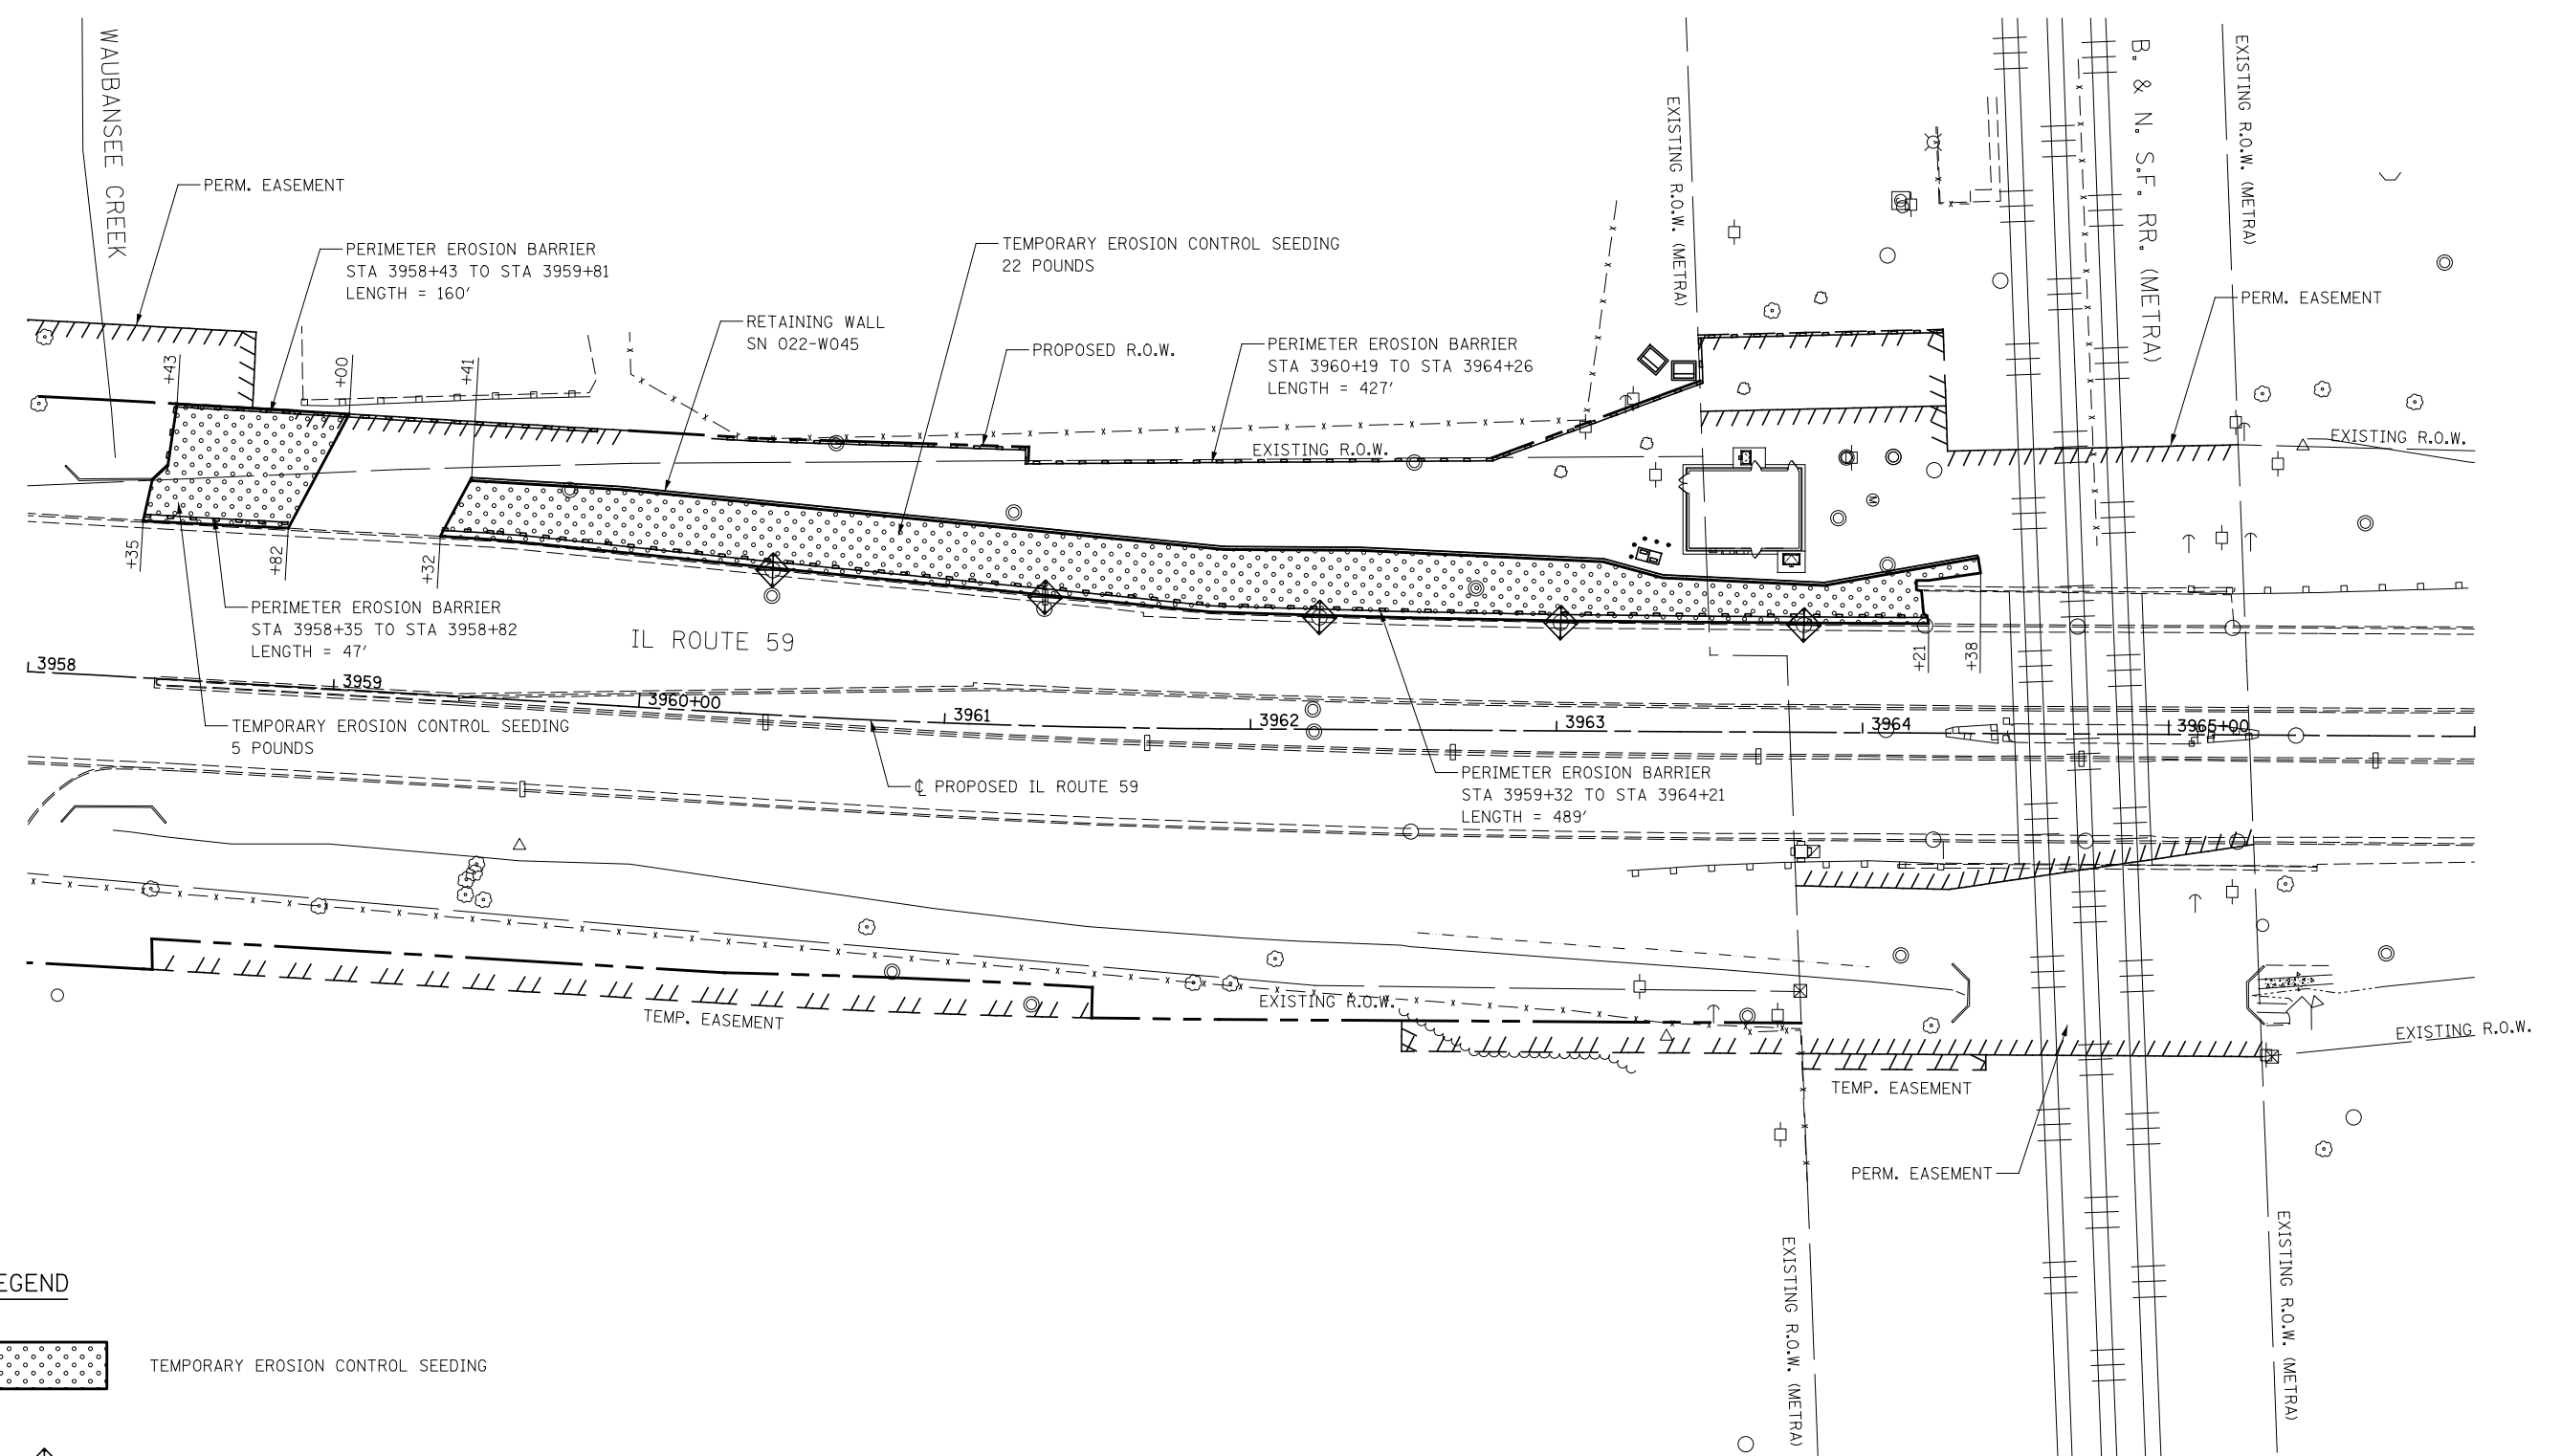 WAUBANSEE CREEK
PERM. EASEMENT
PERIMETER EROSION BARRIER
STA 3958+43 TO STA 3959+81
LENGTH = 160'
TEMPORARY EROSION CONTROL SEEDING
22 POUNDS
RETAINING WALL
SN 022-W045
PROPOSED R.O.W.
PERIMETER EROSION BARRIER
STA 3960+19 TO STA 3964+26
LENGTH = 427'
EXISTING R.O.W. (METRA)
B. & N. S.F. RR. (METRA)
EXISTING R.O.W. (METRA)
PERM. EASEMENT
+43
+00
+41
EXISTING R.O.W.
EXISTING R.O.W.
M
+35
+82
+32
+21
+38
PERIMETER EROSION BARRIER
STA 3958+35 TO STA 3958+82
LENGTH = 47'
IL ROUTE 59
3958
3959
3960+00
3961
3962
3963
3964
3965+00
TEMPORARY EROSION CONTROL SEEDING
5 POUNDS
℄ PROPOSED IL ROUTE 59
PERIMETER EROSION BARRIER
STA 3959+32 TO STA 3964+21
LENGTH = 489'
EXISTING R.O.W.
TEMP. EASEMENT
EXISTING R.O.W.
TEMP. EASEMENT
PERM. EASEMENT
EXISTING R.O.W. (METRA)
EXISTING R.O.W. (METRA)
EGEND
TEMPORARY EROSION CONTROL SEEDING